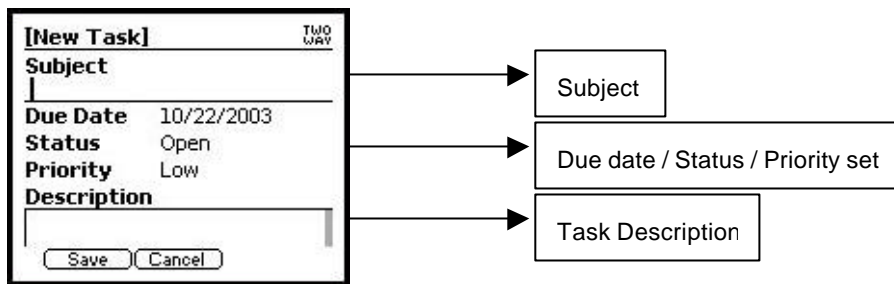 [New Task] TWO WAY
Subject
Due Date 10/22/2003
Status Open
Priority Low
Description
Save Cancel
Subject
Due date / Status / Priority set
Task Description